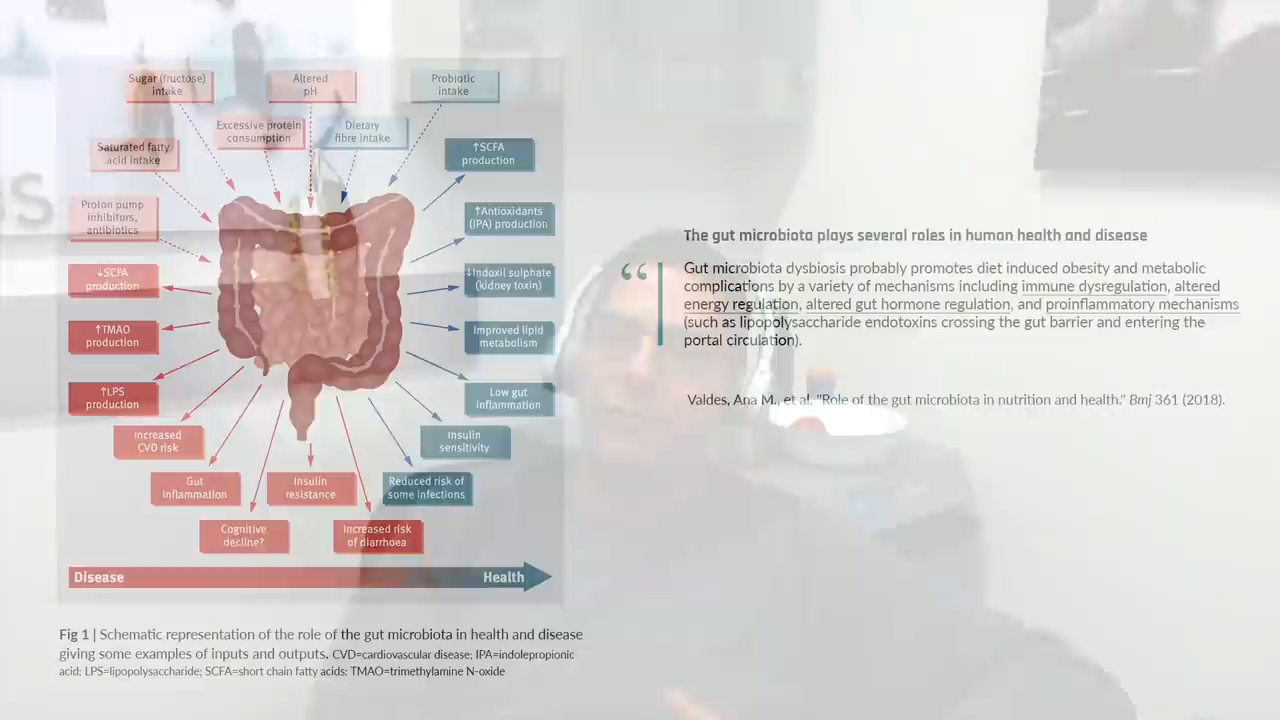 Sugar (fructose)
intake
Altered
pH
Probiotic
intake
Excessive protein
consumption
Dietary
fibre intake
Saturated fatty
acid intake
↑SCFA
production
Proton pump
inhibitors,
antibiotics
↑Antioxidants
(IPA) production
↓SCFA
production
↓Indoxil sulphate
(kidney toxin)
↑TMAO
production
Improved lipid
metabolism
↑LPS
production
Low gut
inflammation
Increased
CVD risk
Insulin
sensitivity
Gut
inflammation
Insulin
resistance
Reduced risk of
some infections
Cognitive
decline?
Increased risk
of diarrhoea
Disease
Health
Fig 1 | Schematic representation of the role of the gut microbiota in health and disease
giving some examples of inputs and outputs. CVD=cardiovascular disease; IPA=indolepropionic
acid; LPS=lipopolysaccharide; SCFA=short chain fatty acids; TMAO=trimethylamine N-oxide
The gut microbiota plays several roles in human health and disease
“ Gut microbiota dysbiosis probably promotes diet induced obesity and metabolic
complications by a variety of mechanisms including immune dysregulation, altered
energy regulation, altered gut hormone regulation, and proinflammatory mechanisms
(such as lipopolysaccharide endotoxins crossing the gut barrier and entering the
portal circulation).
Valdes, Ana M., et al. "Role of the gut microbiota in nutrition and health." Bmj 361 (2018).